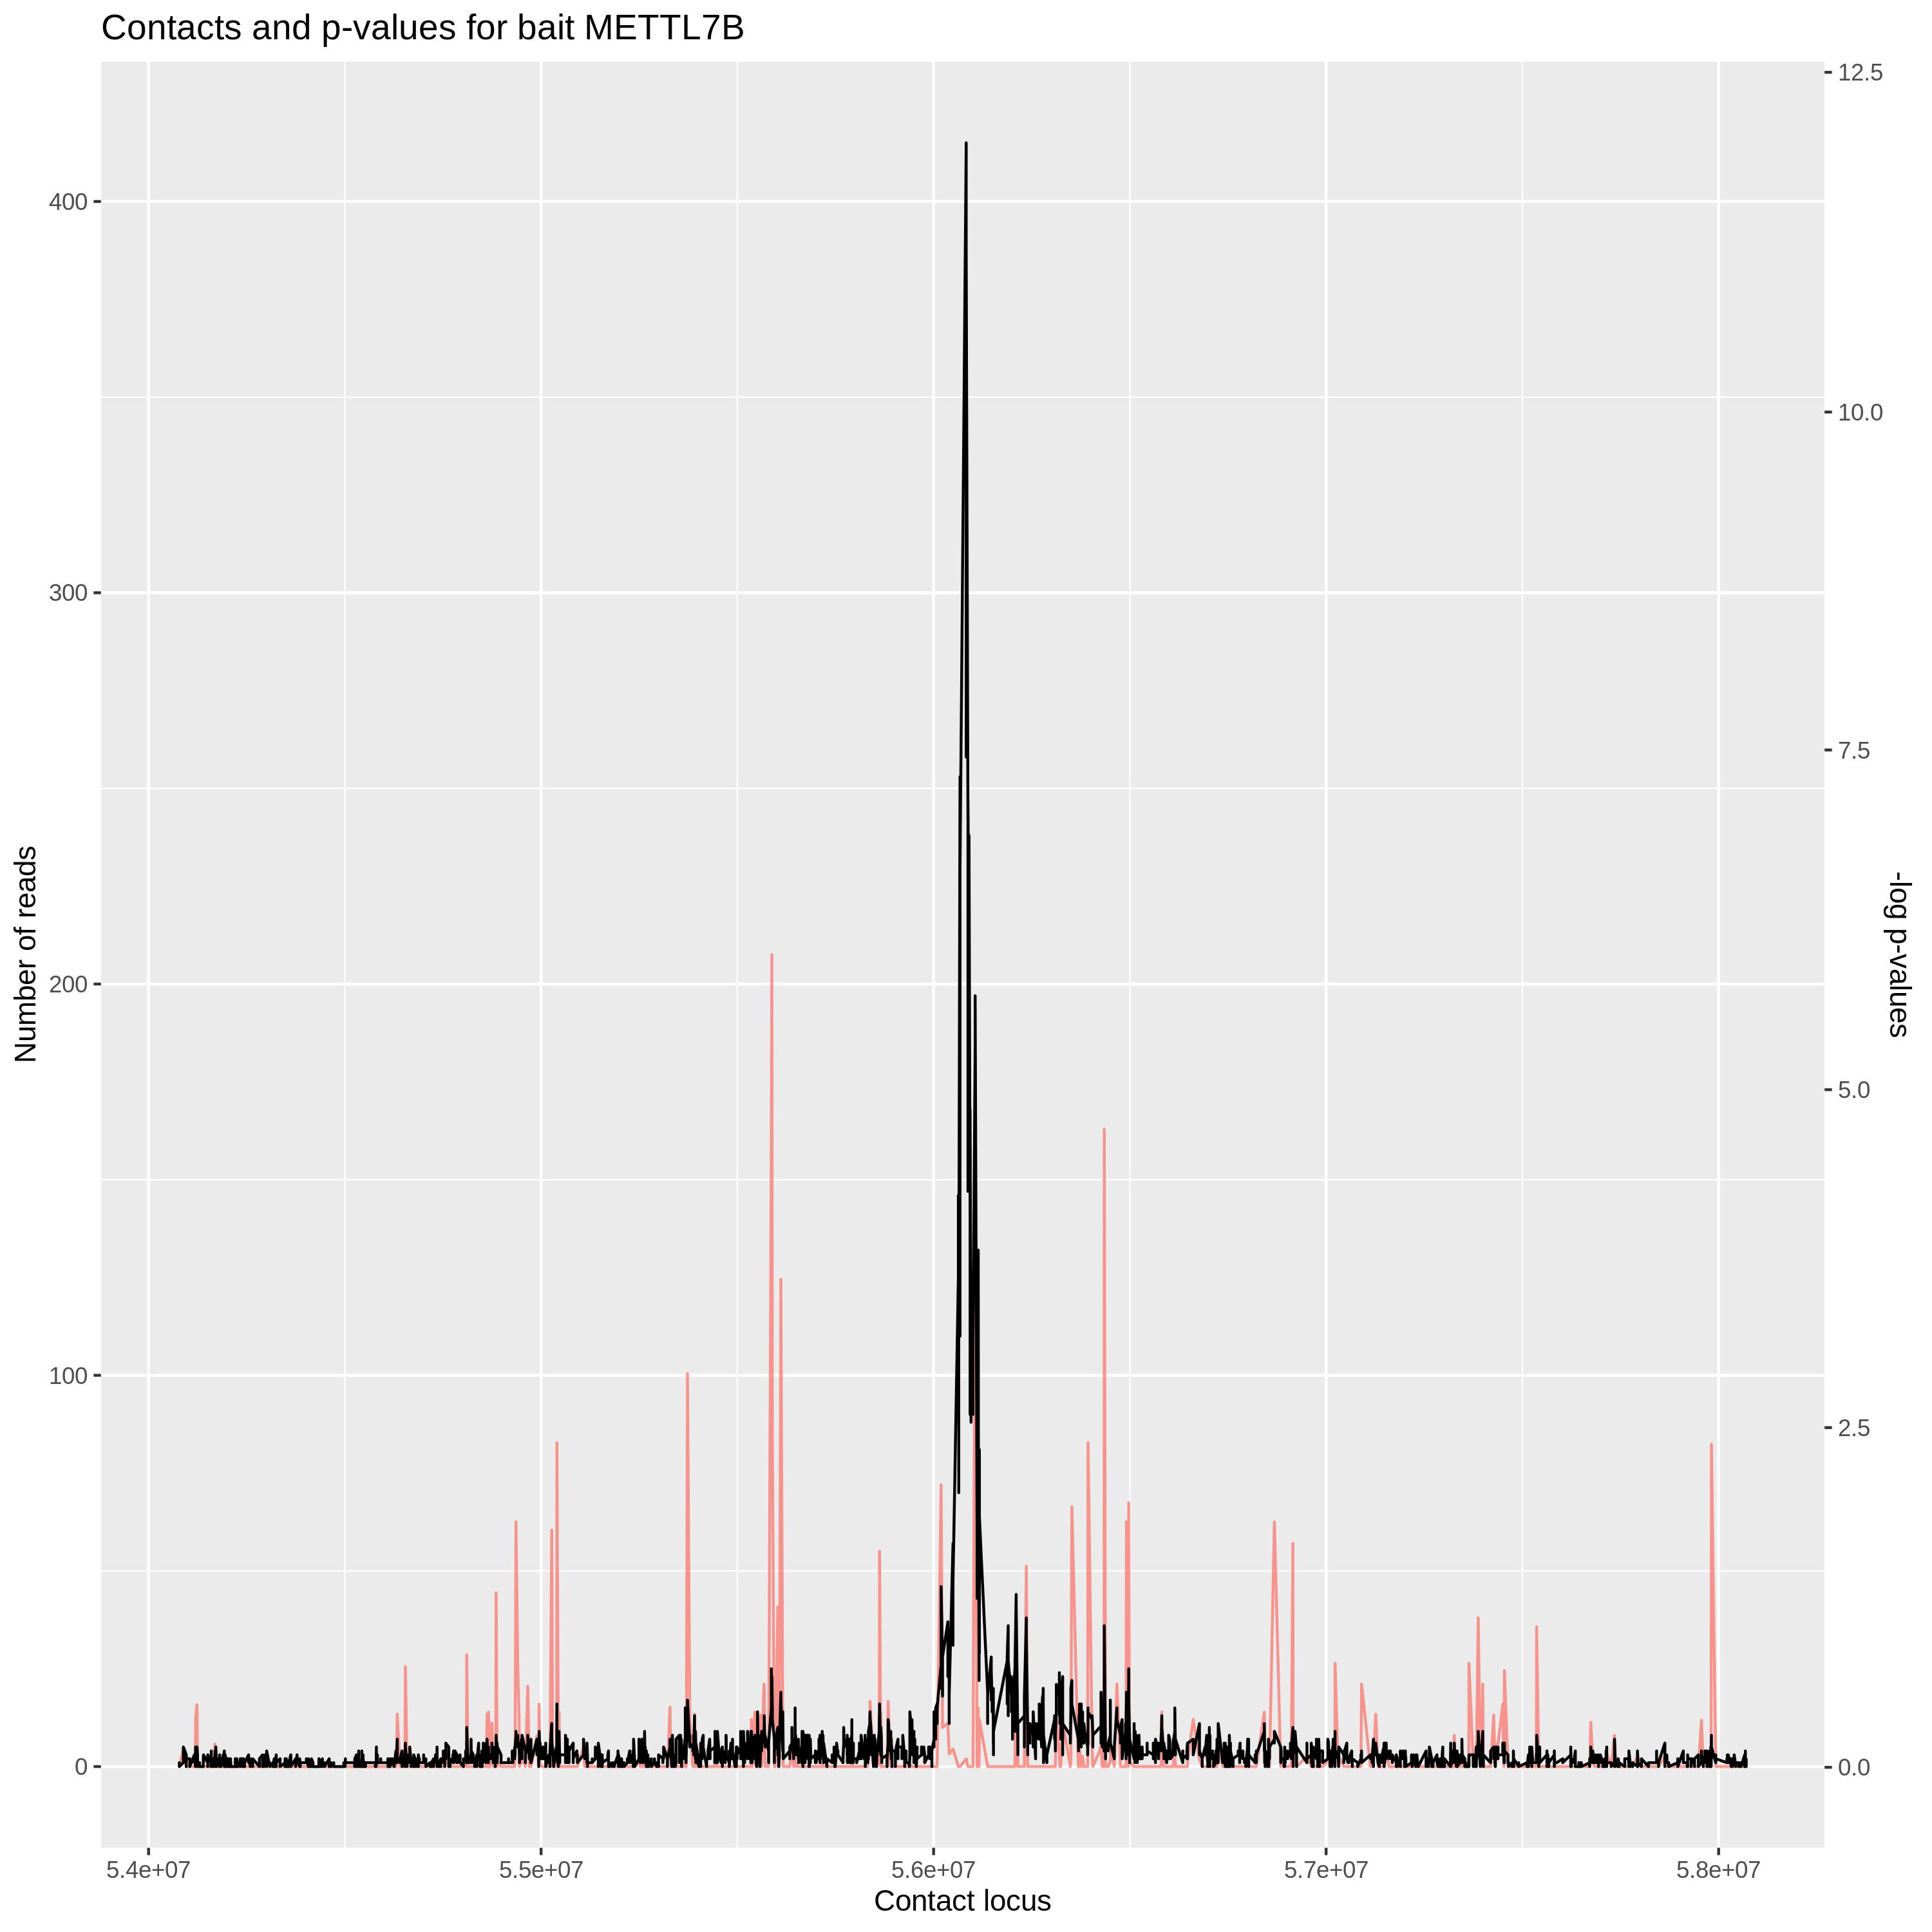 Contacts and p-values for bait METTL7B
Number of reads
400
300
200
100
0
12.5
10.0
7.5
5.0
2.5
0.0
-log p-values
5.4e+07
5.5e+07
5.6e+07
5.7e+07
5.8e+07
Contact locus